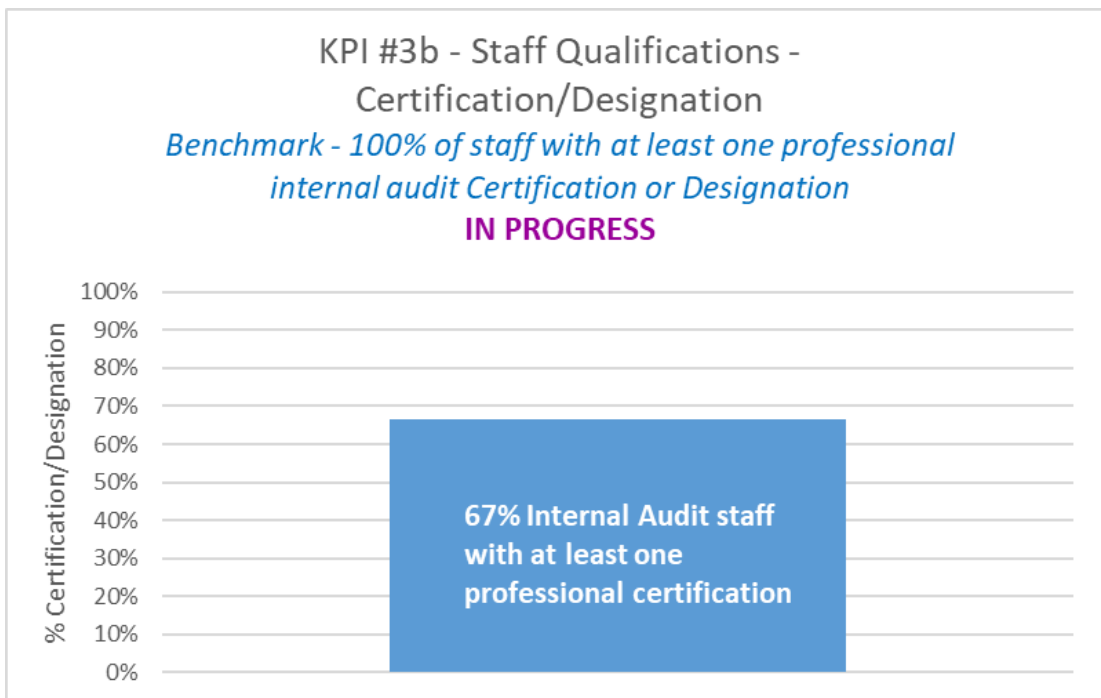 KPI #3b - Staff Qualifications -
Certification/Designation
Benchmark - 100% of staff with at least one professional
internal audit Certification or Designation
IN PROGRESS
% Certification/Designation
100%
90%
80%
70%
60%
50%
40%
30%
20%
10%
0%
67% Internal Audit staff
with at least one
professional certification